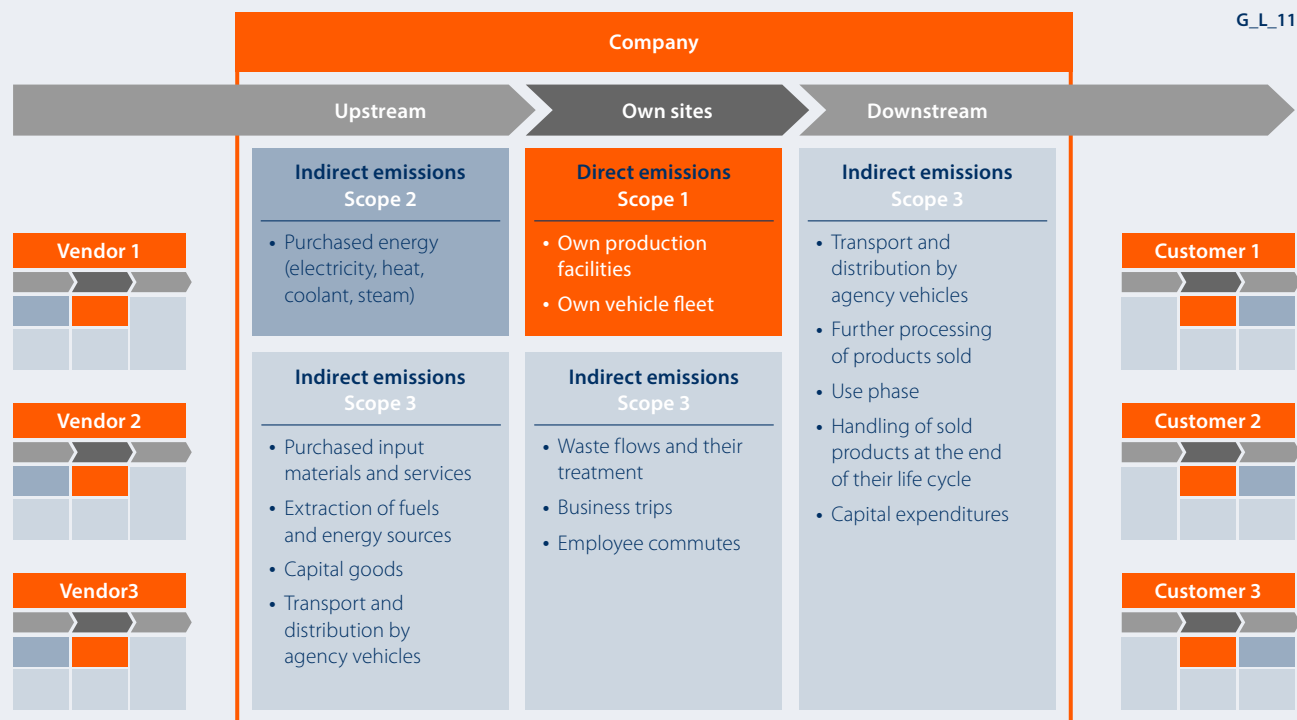 G_L_11
Company
Upstream
Own sites
Downstream
Indirect emissions
Scope 2
• Purchased energy
(electricity, heat,
coolant, steam)
Direct emissions
Scope 1
• Own production
facilities
• Own vehicle fleet
Indirect emissions
Scope 3
• Transport and
distribution by
agency vehicles
• Further processing
of products sold
• Use phase
• Handling of sold
products at the end
of their life cycle
• Capital expenditures
Indirect emissions
Scope 3
• Purchased input
materials and services
• Extraction of fuels
and energy sources
• Capital goods
• Transport and
distribution by
agency vehicles
Indirect emissions
Scope 3
• Waste flows and their
treatment
• Business trips
• Employee commutes
Vendor 1
Vendor 2
Vendor3
Customer 1
Customer 2
Customer 3